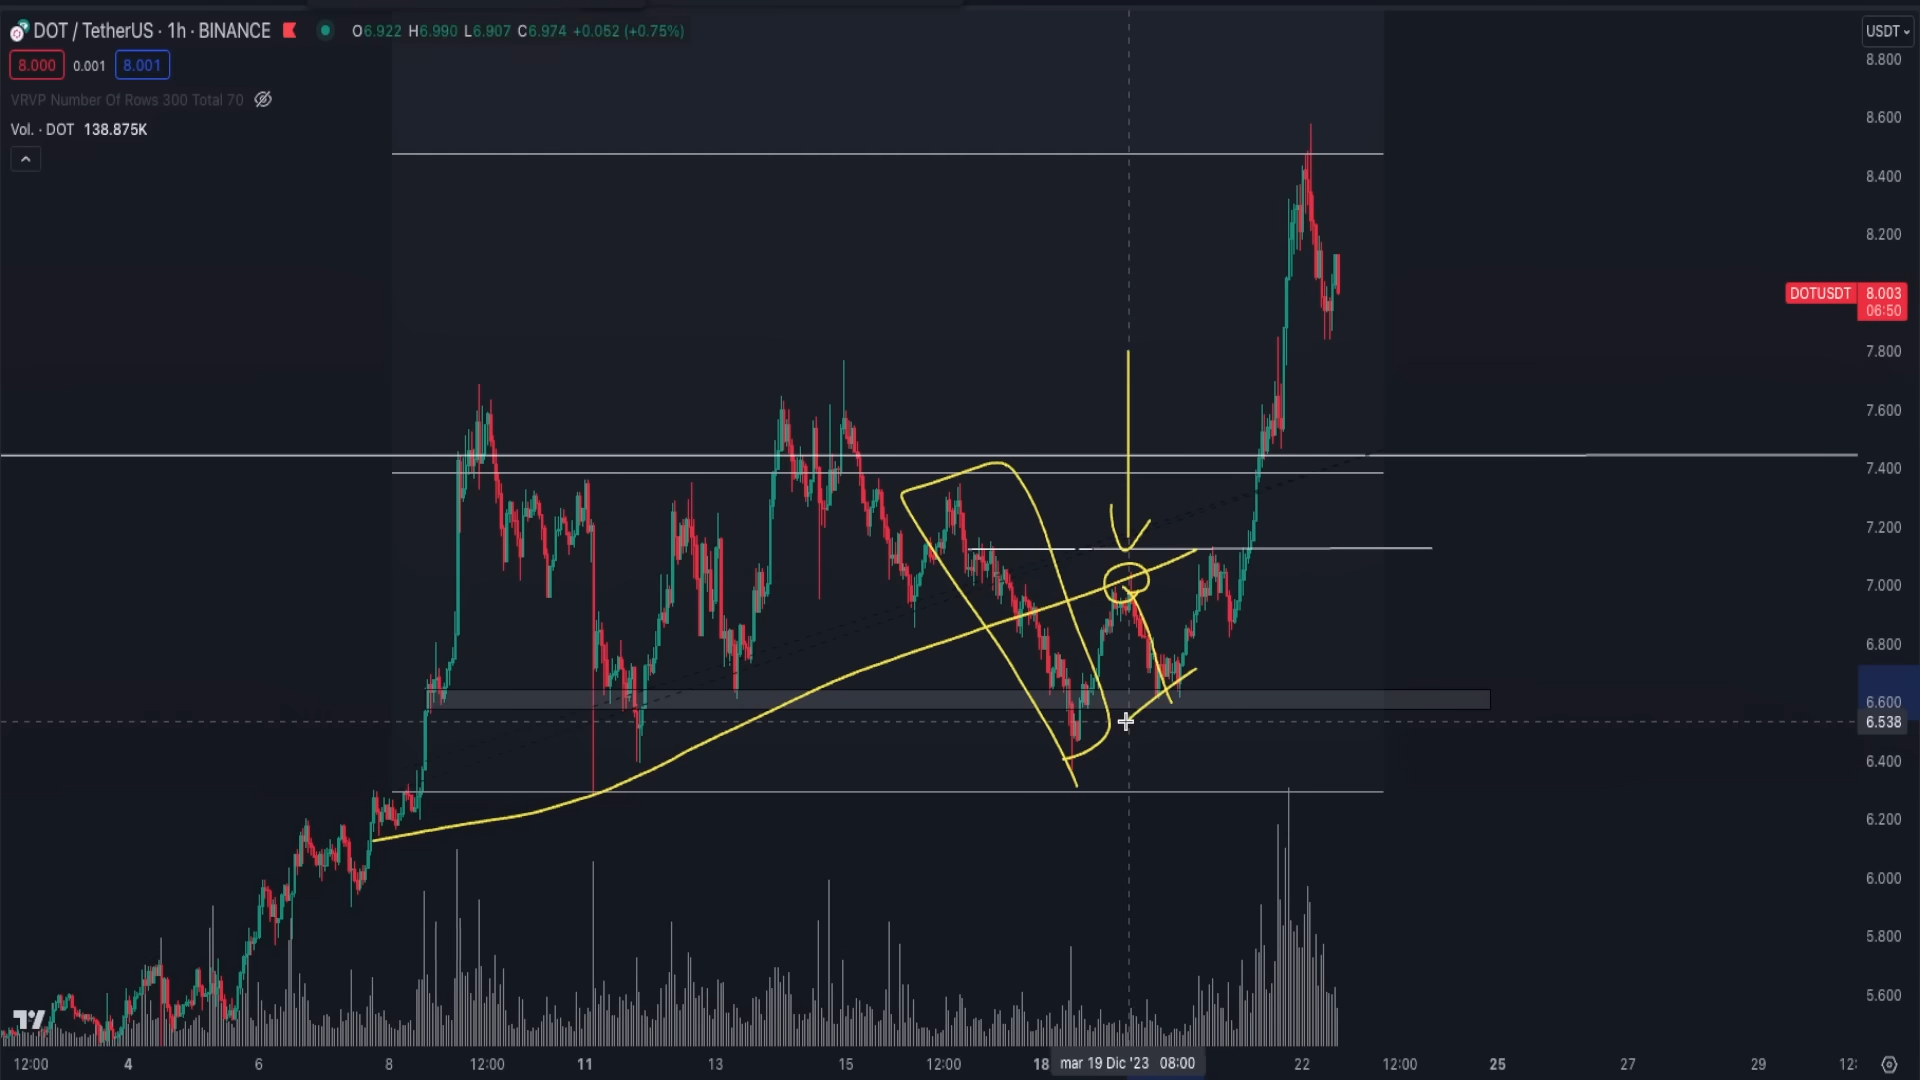 DOT / TetherUS · 1h · BINANCE O6.922 H6.990 L6.907 C6.974 +0.052 (+0.75%)
USDT
8.000 0.001 8.001
VRVP Number Of Rows 300 Total 70
Vol. · DOT 138.875K
8.800
8.600
8.400
8.200
DOTUSDT 8.003
06:50
7.800
7.600
7.400
7.200
7.000
6.800
6.600
6.538
6.400
6.200
6.000
5.800
5.600
12:00 4 6 8 12:00 11 13 15 12:00 18 mar 19 Dic '23 08:00 22 12:00 25 27 29 12: